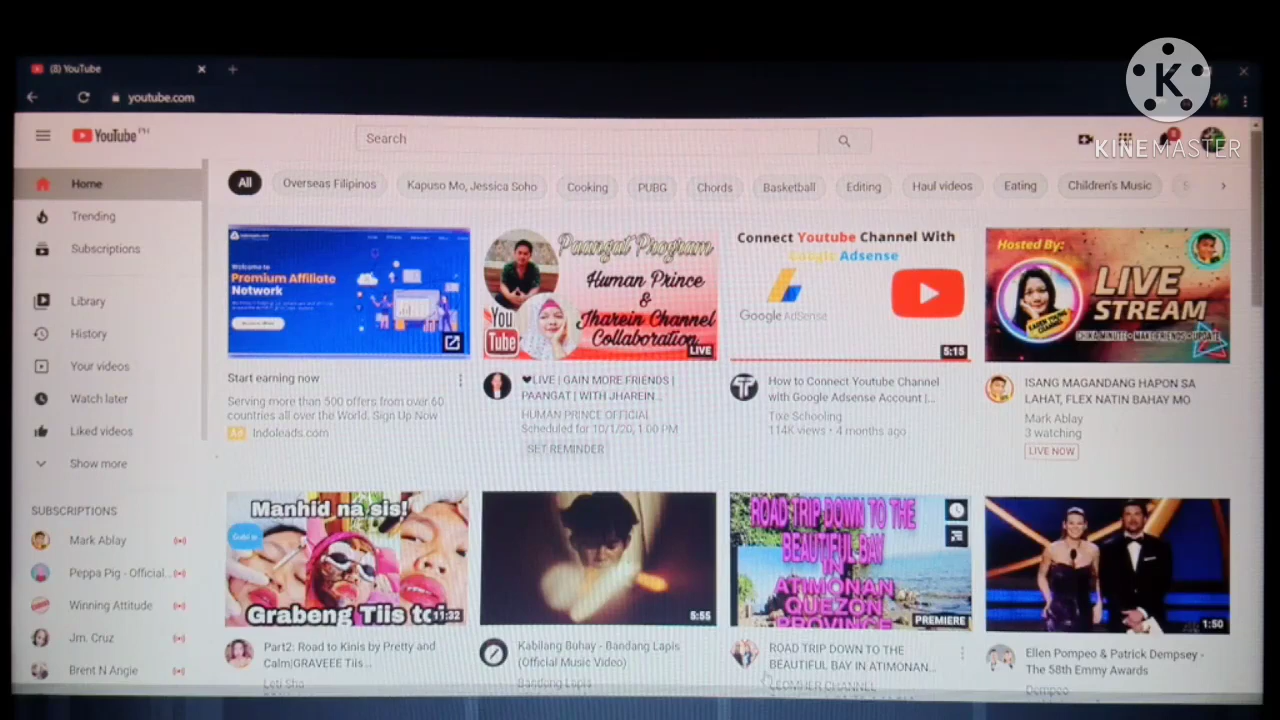 (8) YouTube
youtube.com
KINEMASTER
YouTube PH
Search
8
Home
Trending
Subscriptions
Library
History
Your videos
Watch later
Liked videos
Show more
SUBSCRIPTIONS
Mark Ablay
Peppa Pig - Official...
Winning Attitude
Jm. Cruz
Brent N Angie
All
Overseas Filipinos
Kapuso Mo, Jessica Soho
Cooking
PUBG
Chords
Basketball
Editing
Haul videos
Eating
Children's Music
Welcome to
Premium Affiliate
Network
Start earning now
Serving more than 500 offers from over 60
countries all over the World. Sign Up Now
Ad Indoleads.com
Paangat Program
Human Prince
&
Jharein Channel
Collaboration
You
Tube
LIVE
❤LIVE | GAIN MORE FRIENDS |
PAANGAT | WITH JHAREIN...
HUMAN PRINCE OFFICIAL
Scheduled for 10/1/20, 1:00 PM
SET REMINDER
Connect Youtube Channel With
Google Adsense
Google AdSense
5:15
How to Connect Youtube Channel
with Google Adsense Account |...
114K views • 4 months ago
Hosted By:
LIVE
STREAM
ISANG MAGANDANG HAPON SA
LAHAT, FLEX NATIN BAHAY MO
Mark Ablay
3 watching
LIVE NOW
Manhid na sis!
Grabeng Tiis to
11:32
Part2: Road to Kinis by Pretty and
Calm|GRAVEEE Tiis...
5:55
Kabilang Buhay - Bandang Lapis
(Official Music Video)
Bandang Lapis
ROAD TRIP DOWN TO THE
BEAUTIFUL BAY
IN
ATIMONAN
QUEZON
PROVINCE
PREMIERE
ROAD TRIP DOWN TO THE
BEAUTIFUL BAY IN ATIMONAN...
LEOMHER CHANNEL
1:50
Ellen Pompeo & Patrick Dempsey -
The 58th Emmy Awards
Dempeo